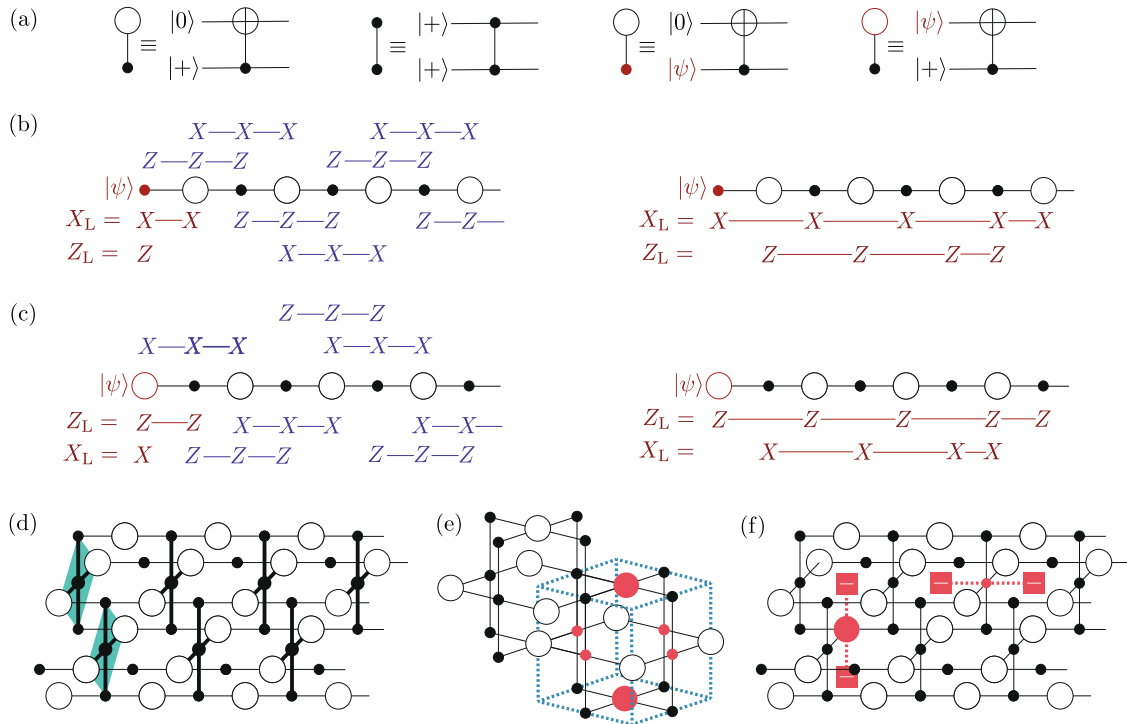 (a) ≡ |0⟩ |+⟩ ≡ |+⟩ |+⟩ ≡ |0⟩ |ψ⟩ ≡ |ψ⟩ |+⟩
(b)
X—X—X X—X—X
Z—Z—Z Z—Z—Z
|ψ⟩ |ψ⟩
X_L = X—X Z—Z—Z Z—Z— X_L = X—X—X—X—X
Z_L = Z X—X—X Z_L = Z—Z—Z—Z
(c)
Z—Z—Z
X—X—X X—X—X
|ψ⟩ |ψ⟩
Z_L = Z—Z X—X—X X—X— Z_L = Z—Z—Z—Z—Z
X_L = X Z—Z—Z Z—Z—Z X_L = X—X—X—X
(d) (e) (f)
− − −
−